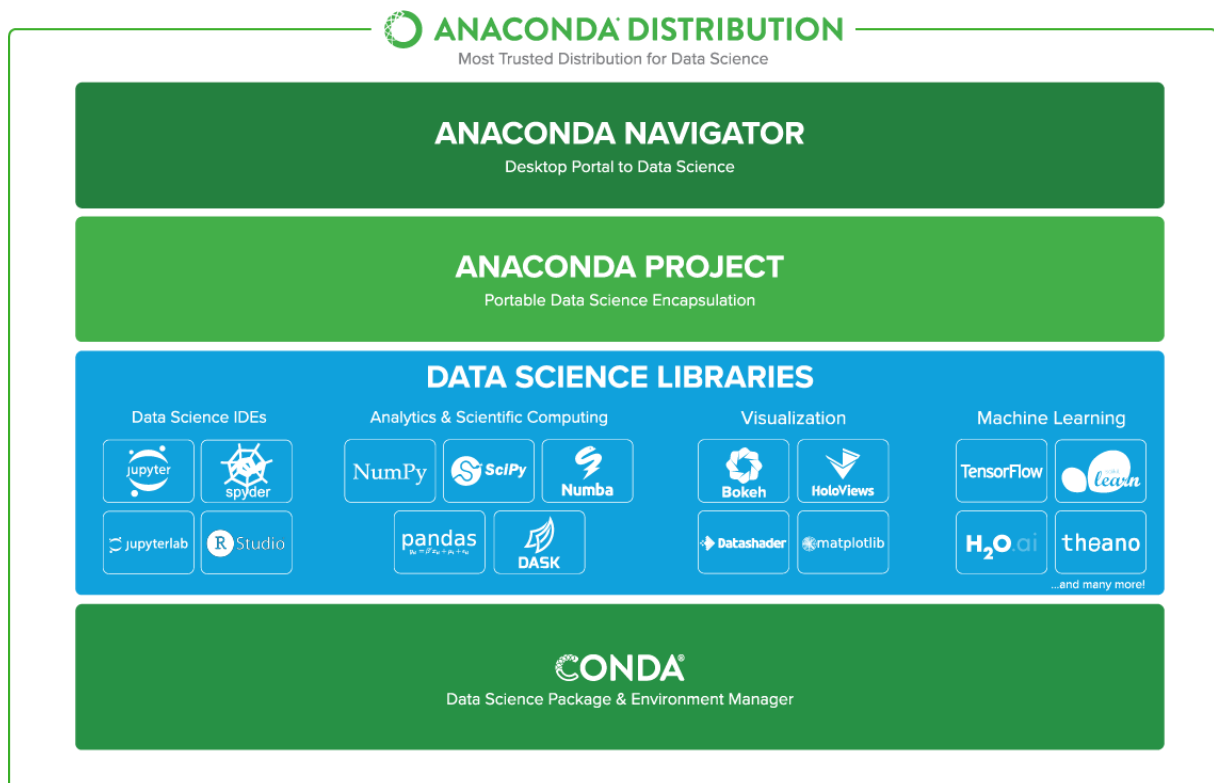 ANACONDA® DISTRIBUTION
Most Trusted Distribution for Data Science
ANACONDA NAVIGATOR
Desktop Portal to Data Science
ANACONDA PROJECT
Portable Data Science Encapsulation
DATA SCIENCE LIBRARIES
Data Science IDEs
jupyter
spyder
jupyterlab
R Studio
Analytics & Scientific Computing
NumPy
SciPy
Numba
pandas
DASK
Visualization
Bokeh
HoloViews
Datashader
matplotlib
Machine Learning
TensorFlow
learn
H2O.ai
theano
...and many more!
CONDA®
Data Science Package & Environment Manager